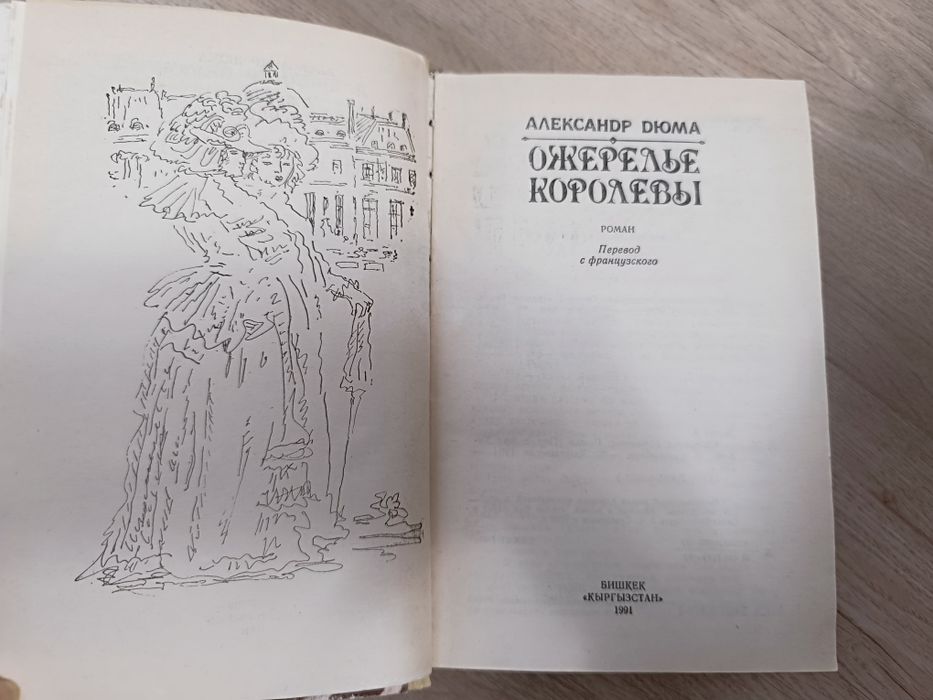 АЛЕКСАНДР ДЮМА
ОЖЕРЕЛЬЕ
КОРОЛЕВЫ
РОМАН
Перевод
с французского
БИШКЕК
«КЫРГЫЗСТАН»
1991